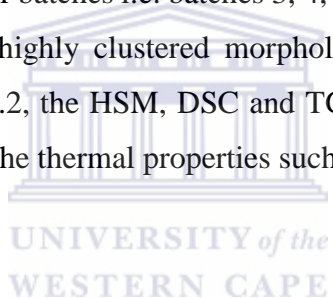 batches i.e. batches 3, 4,
highly clustered morphol
.2, the HSM, DSC and TG
he thermal properties such
UNIVERSITY of the
WESTERN CAPE